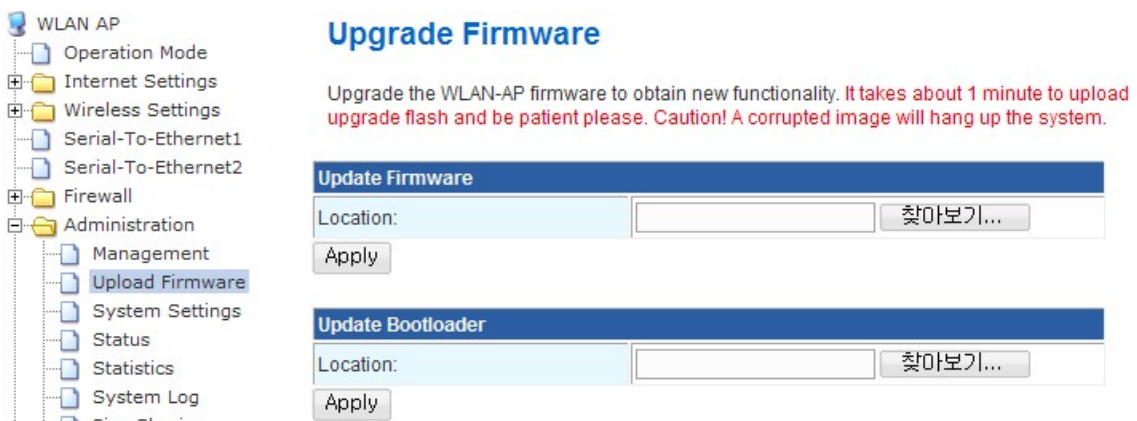 WLAN AP
Operation Mode
Internet Settings
Wireless Settings
Serial-To-Ethernet1
Serial-To-Ethernet2
Firewall
Administration
Management
Upload Firmware
System Settings
Status
Statistics
System Log
Upgrade Firmware
Upgrade the WLAN-AP firmware to obtain new functionality. It takes about 1 minute to upload
upgrade flash and be patient please. Caution! A corrupted image will hang up the system.
Update Firmware
Location: 찾아보기...
Apply
Update Bootloader
Location: 찾아보기...
Apply